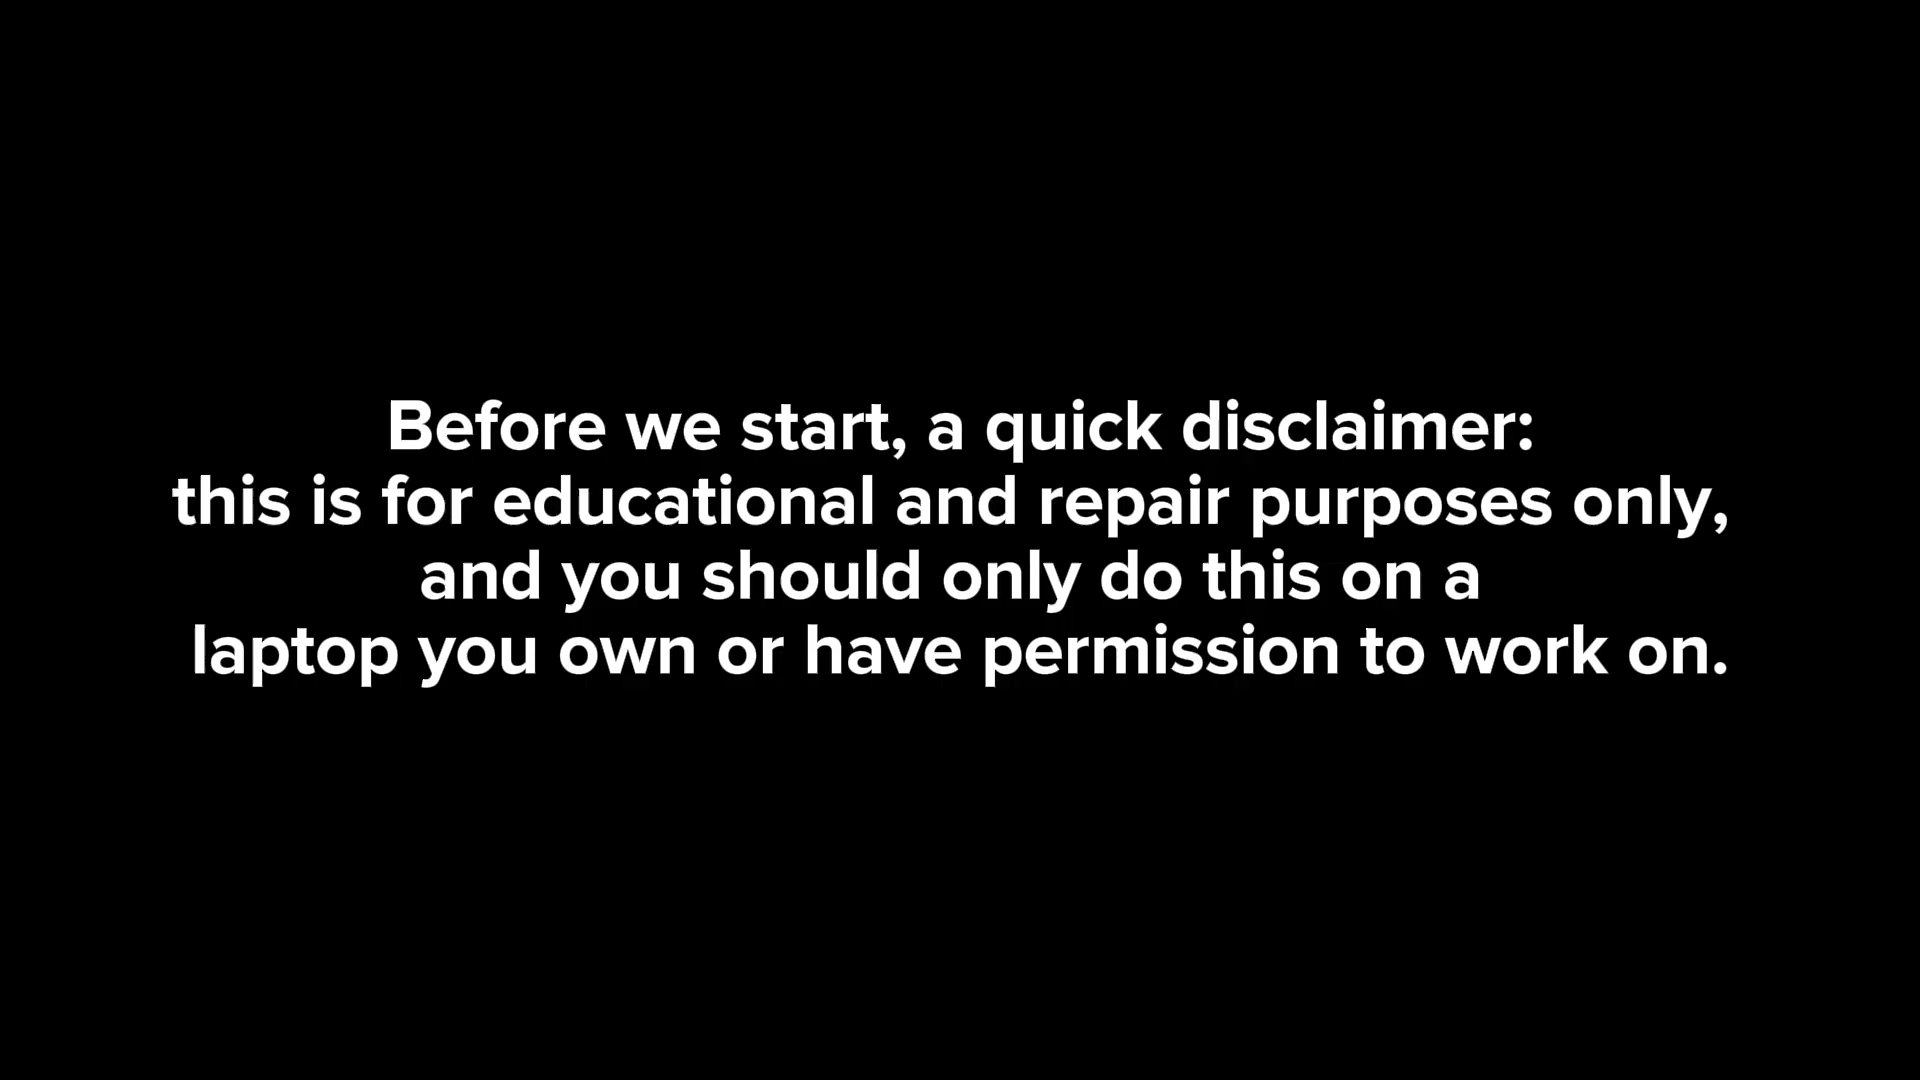 Before we start, a quick disclaimer:
this is for educational and repair purposes only,
and you should only do this on a
laptop you own or have permission to work on.